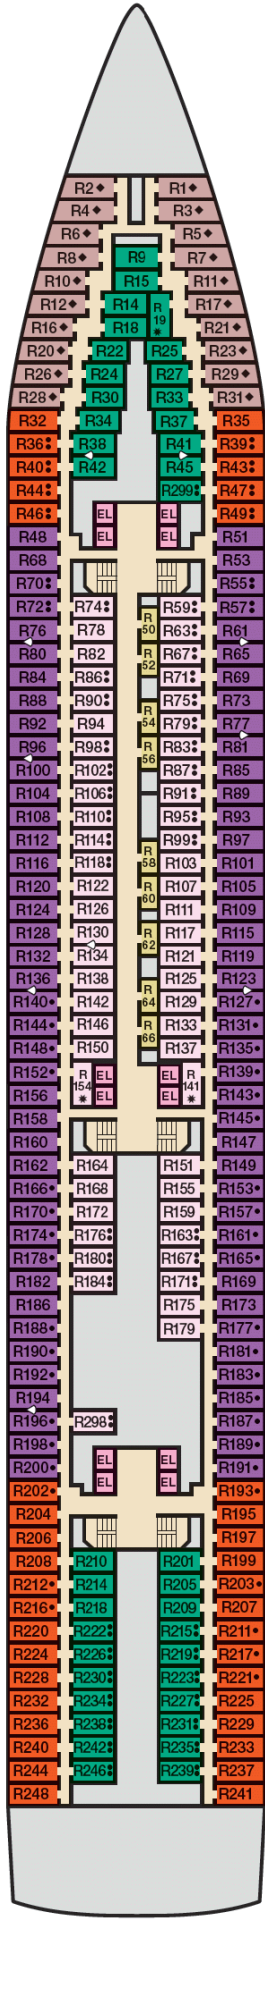 R2◆ R1◆
R4◆ R3◆
R6◆ R5◆
R8◆ R9 R7◆
R10◆ R15 R11◆
R12◆ R14 R 19 ✷ R17◆
R16◆ R18 R21◆
R20◆ R22 R25 R23◆
R26◆ R24 R27 R29◆
R28◆ R30 R33 R31◆
R32 R34 R37 R35
R36 R38 R41 R39
R40 R42 R45 R43
R44 R299 R47
R46 EL EL R49
R48 EL EL R51
R68 R53
R70 R55
R72 R74 R 50 R59 R57
R76 R78 R63 R61
R80 R82 R 52 R67 R65
R84 R86 R71 R69
R88 R90 R75 R73
R92 R94 R 54 R79 R77
R96 R98 R 56 R83 R81
R100 R102 R87 R85
R104 R106 R91 R89
R108 R110 R95 R93
R112 R114 R99 R97
R116 R118 R 58 R103 R101
R120 R122 R 60 R107 R105
R124 R126 R111 R109
R128 R130 R 62 R117 R115
R132 R134 R121 R119
R136 R138 R125 R123
R140• R142 R 64 R129 R127•
R144• R146 R 66 R133 R131•
R148• R150 R137 R135•
R152• R 154 ✷ EL EL R 141 ✷ R139•
R156 EL EL R143•
R158 R145•
R160 R147
R162 R164 R151 R149
R166• R168 R155 R153•
R170• R172 R159 R157•
R174• R176 R163 R161•
R178• R180 R167 R165•
R182 R184 R171 R169
R186 R175 R173
R188• R179 R177•
R190• R181•
R192• R183•
R194 R185•
R196• R298 R187•
R198• EL EL R189•
R200• EL EL R191•
R202• R193•
R204 R195
R206 R197
R208 R210 R201 R199
R212• R214 R205 R203•
R216• R218 R209 R207
R220 R222 R215 R211•
R224 R226 R219 R217•
R228 R230 R223 R221•
R232 R234 R227 R225
R236 R238 R231 R229
R240 R242 R235 R233
R244 R246 R239 R237
R248 R241